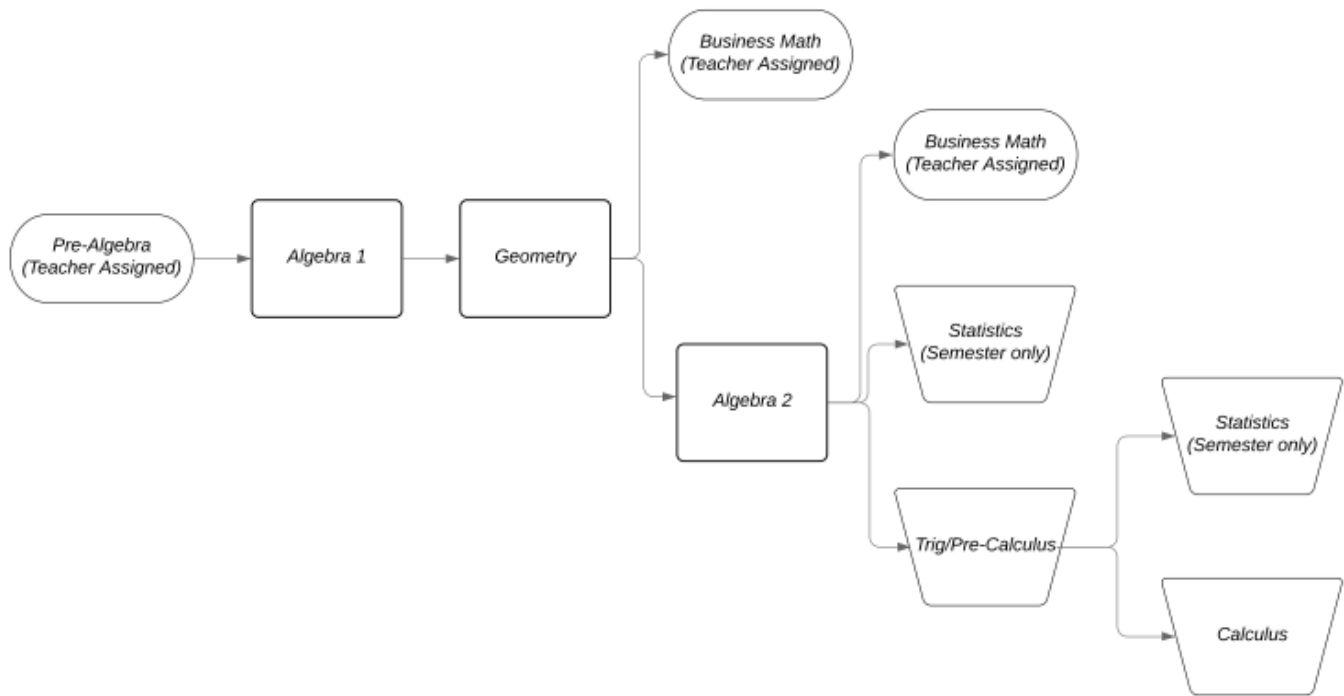 Business Math
(Teacher Assigned)
Business Math
(Teacher Assigned)
Pre-Algebra
(Teacher Assigned)
Algebra 1
Geometry
Statistics
(Semester only)
Algebra 2
Statistics
(Semester only)
Trig/Pre-Calculus
Calculus